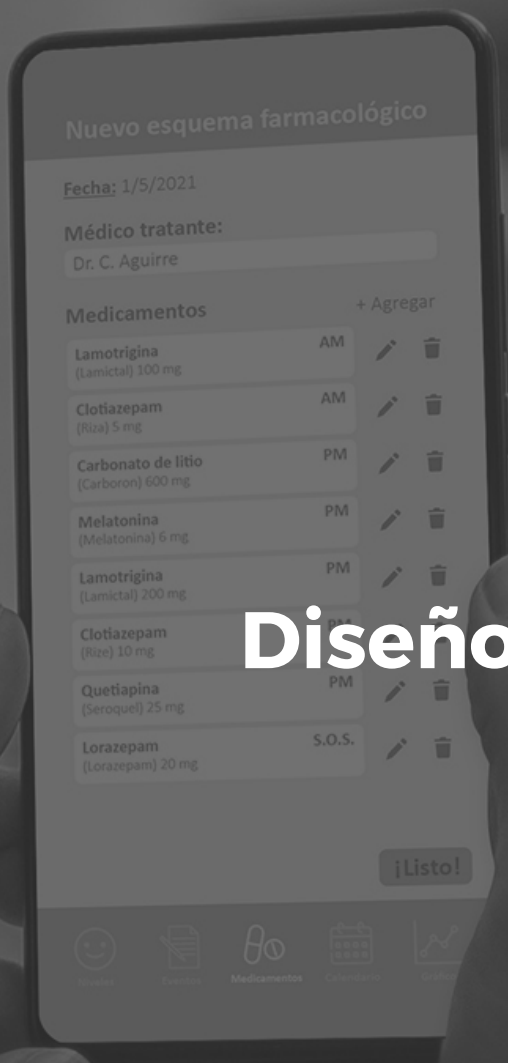 Nuevo esquema farmacológico
Fecha: 1/5/2021
Médico tratante:
Dr. C. Aguirre
Medicamentos + Agregar
Lamotrigina AM
(Lamictal) 100 mg
Clotiazepam AM
(Riza) 5 mg
Carbonato de litio PM
(Carboron) 600 mg
Melatonina PM
(Melatonina) 6 mg
Lamotrigina PM
(Lamictal) 200 mg
Clotiazepam PM
(Rize) 10 mg
Diseño
Quetiapina PM
(Seroquel) 25 mg
Lorazepam S.O.S.
(Lorazepam) 20 mg
¡Listo!
Medicamentos Calendario